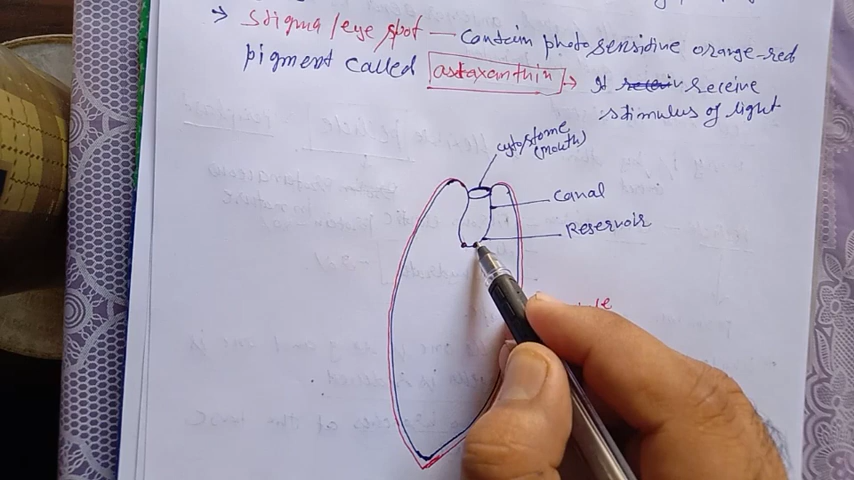 → Stigma/eye spot — Contain photosensitive orange-red
pigment called astaxanthin → It receive
stimulus of light
cytostome
(mouth)
Canal
Reservoir